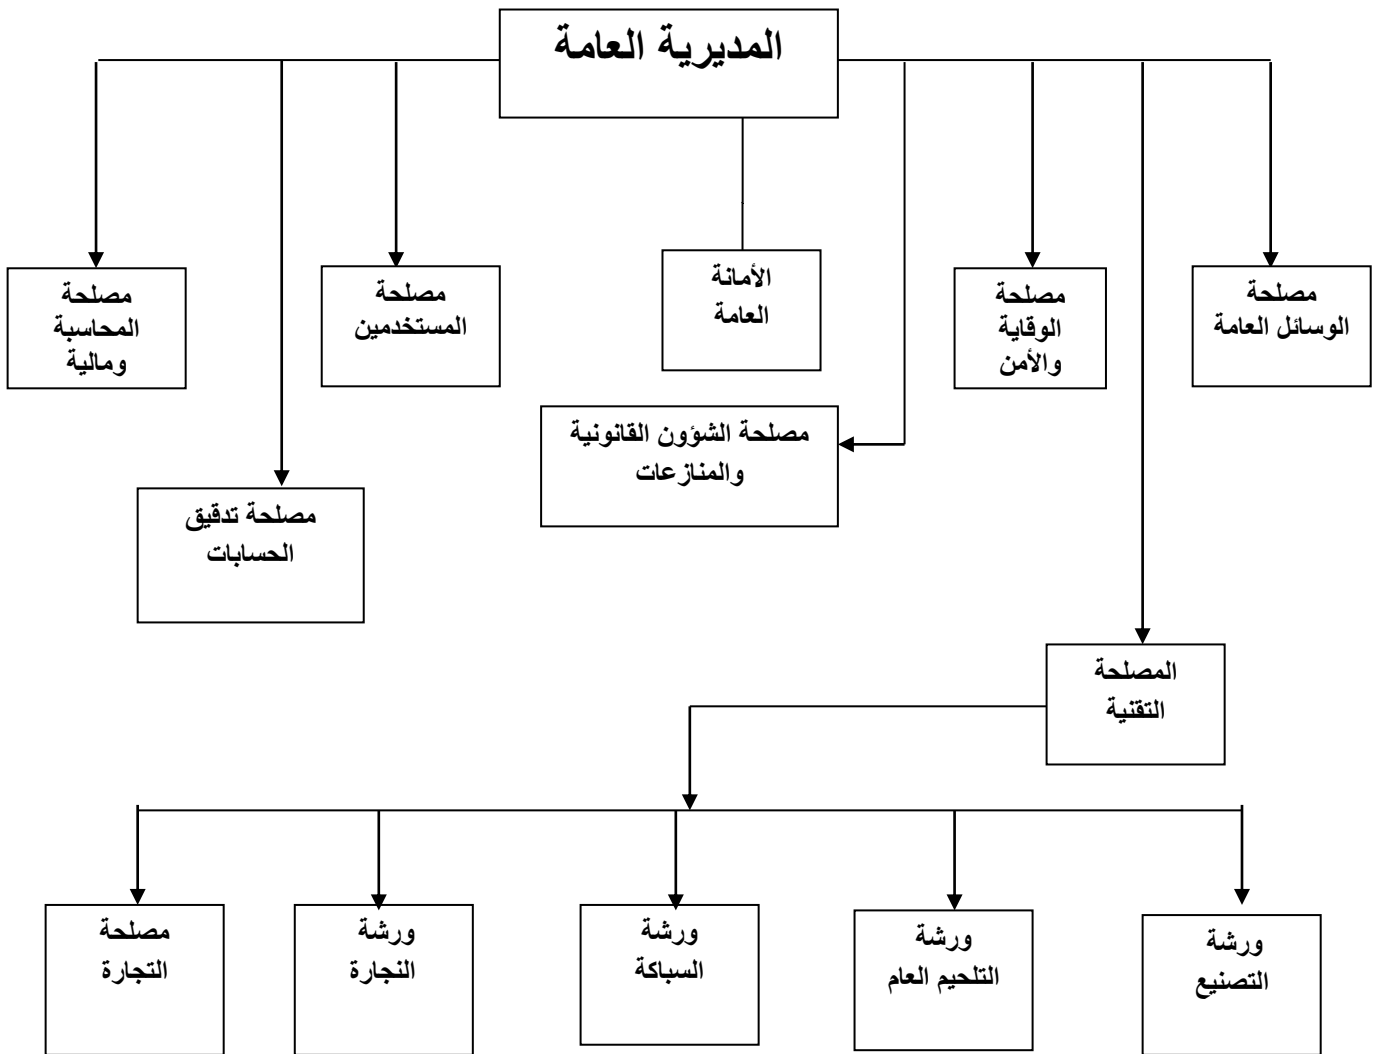 المديرية العامة
مصلحة
الوسائل العامة
مصلحة
الوقاية
والأمن
الأمانة
العامة
مصلحة
المستخدمين
مصلحة
المحاسبة
ومالية
مصلحة الشؤون القانونية
والمنازعات
مصلحة تدقيق
الحسابات
المصلحة
التقنية
ورشة
التصنيع
ورشة
التلحيم العام
ورشة
السباكة
ورشة
النجارة
مصلحة
التجارة